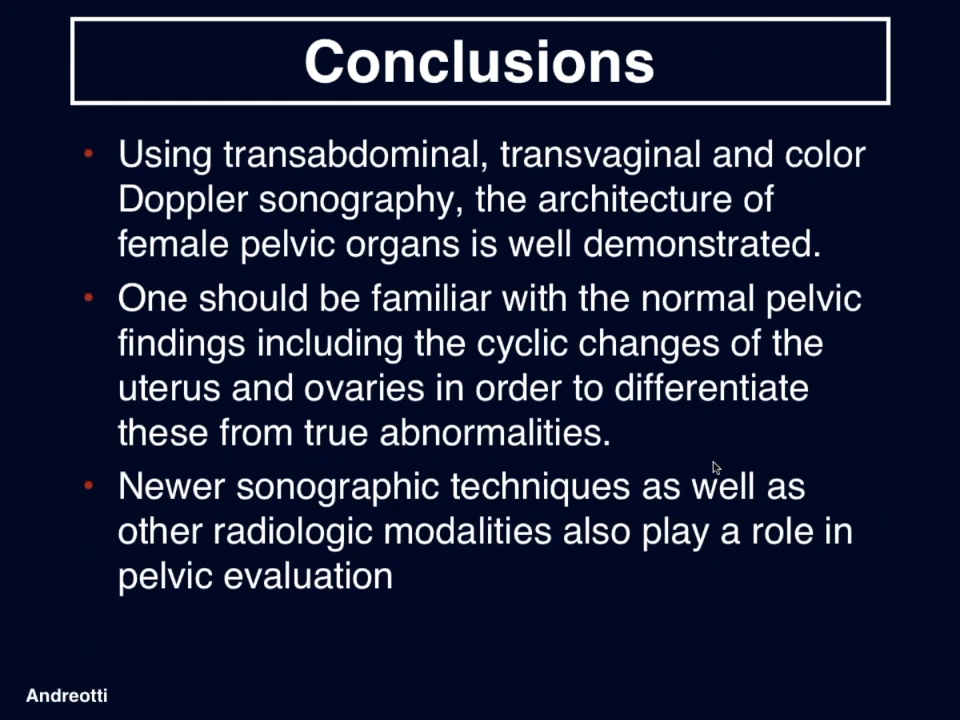 Conclusions
• Using transabdominal, transvaginal and color
Doppler sonography, the architecture of
female pelvic organs is well demonstrated.
• One should be familiar with the normal pelvic
findings including the cyclic changes of the
uterus and ovaries in order to differentiate
these from true abnormalities.
• Newer sonographic techniques as well as
other radiologic modalities also play a role in
pelvic evaluation
Andreotti